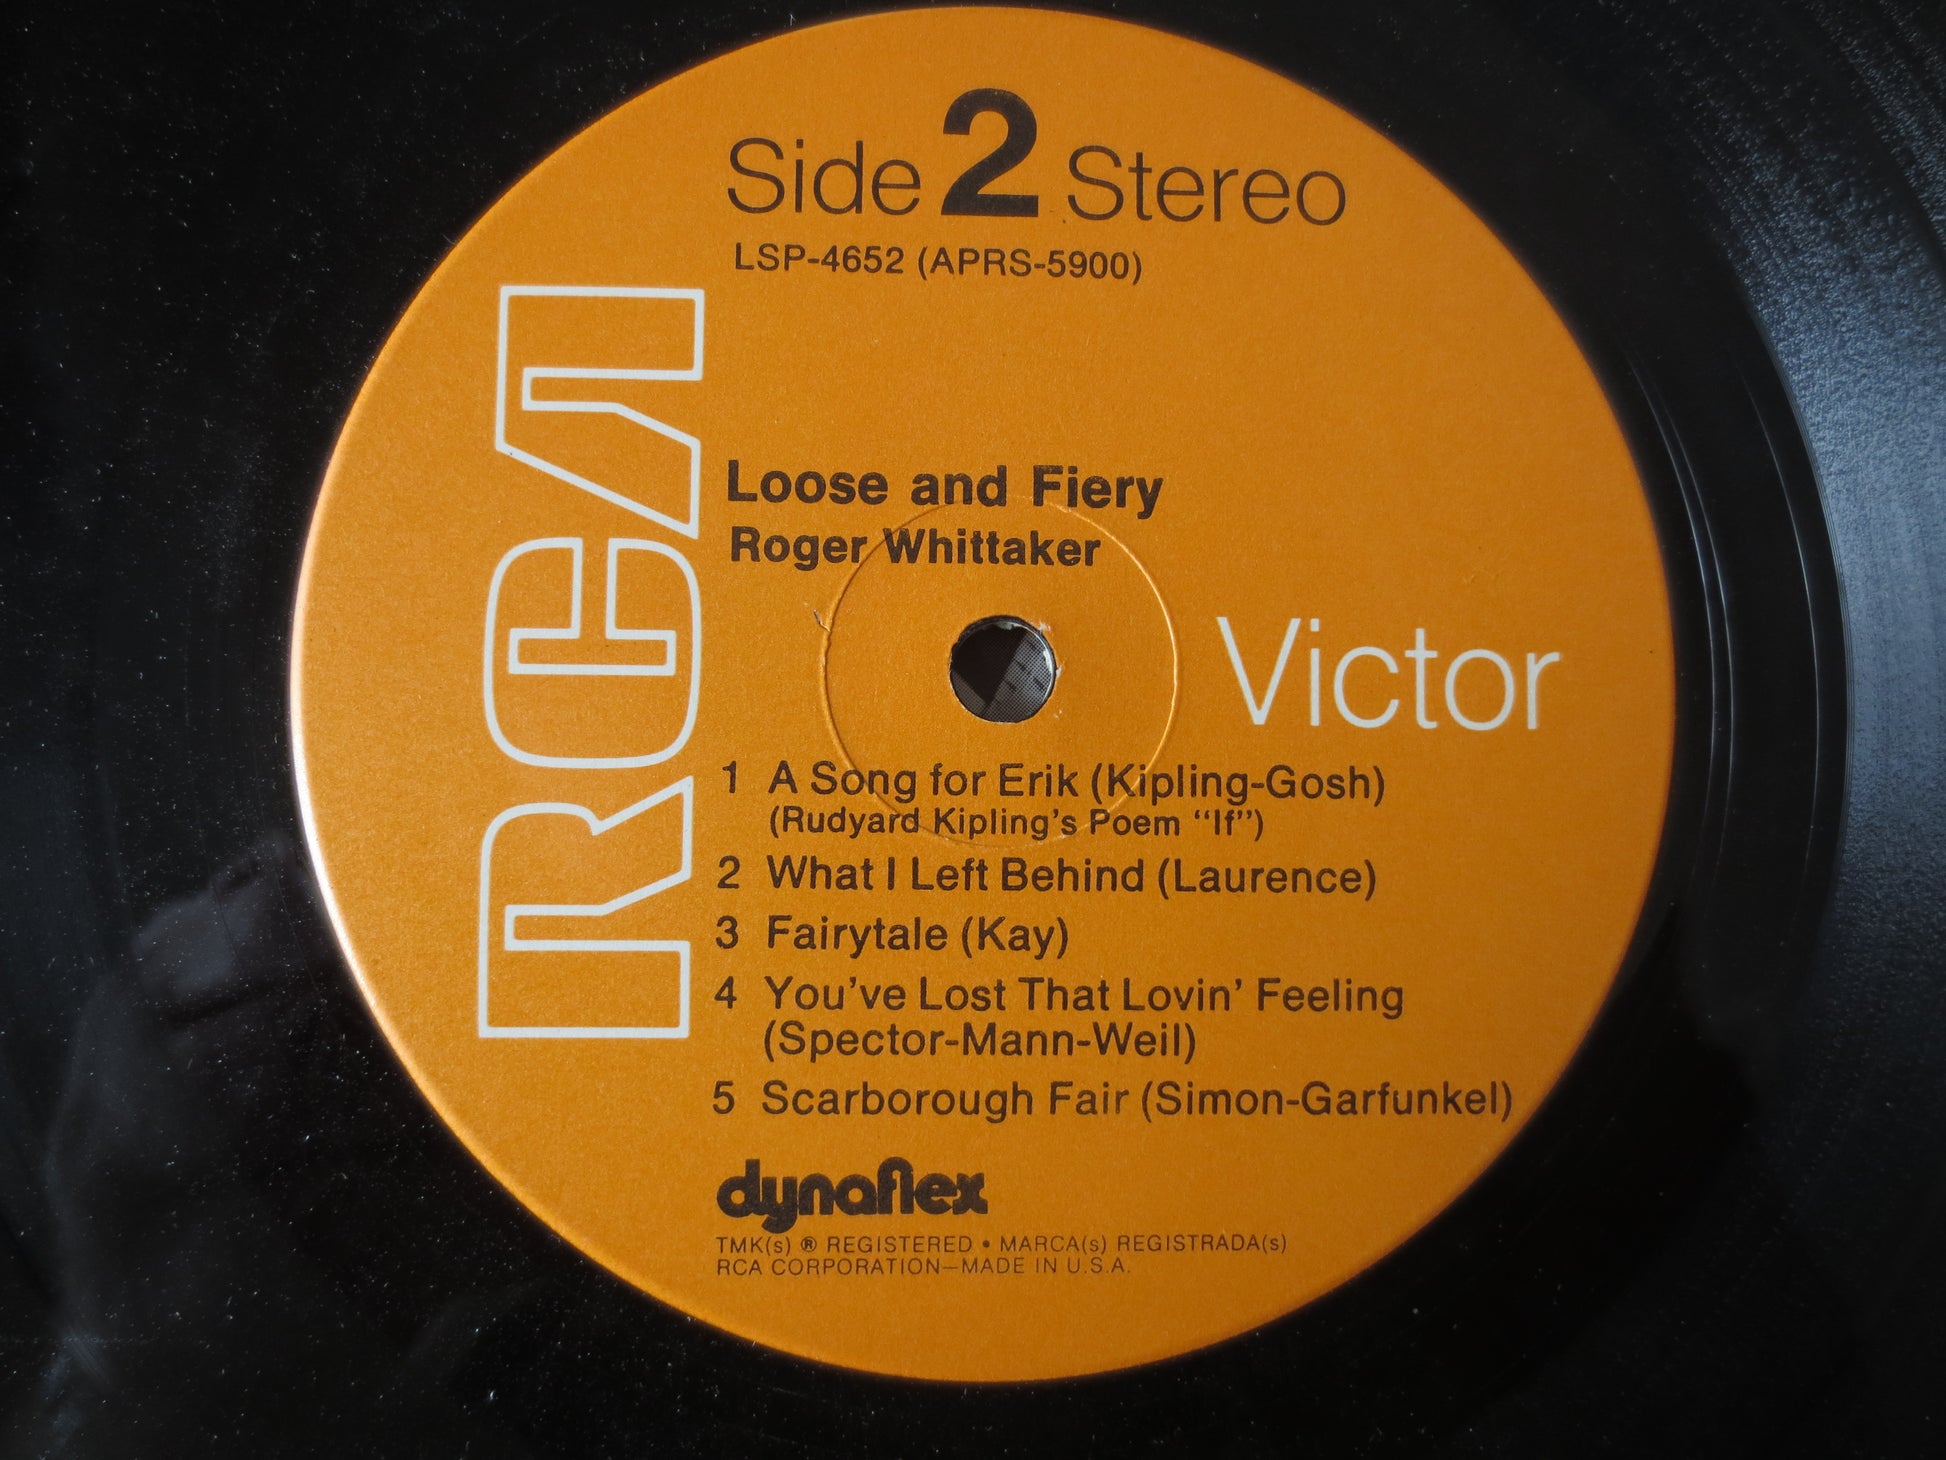 Side 2 Stereo
LSP-4652 (APRS-5900)
RCA
Loose and Fiery
Roger Whittaker
Victor
1 A Song for Erik (Kipling-Gosh)
(Rudyard Kipling's Poem “If”)
2 What I Left Behind (Laurence)
3 Fairytale (Kay)
4 You've Lost That Lovin' Feeling
(Spector-Mann-Weil)
5 Scarborough Fair (Simon-Garfunkel)
dynaflex
TMK(s) ® REGISTERED • MARCA(s) REGISTRADA(s)
RCA CORPORATION—MADE IN U.S.A.